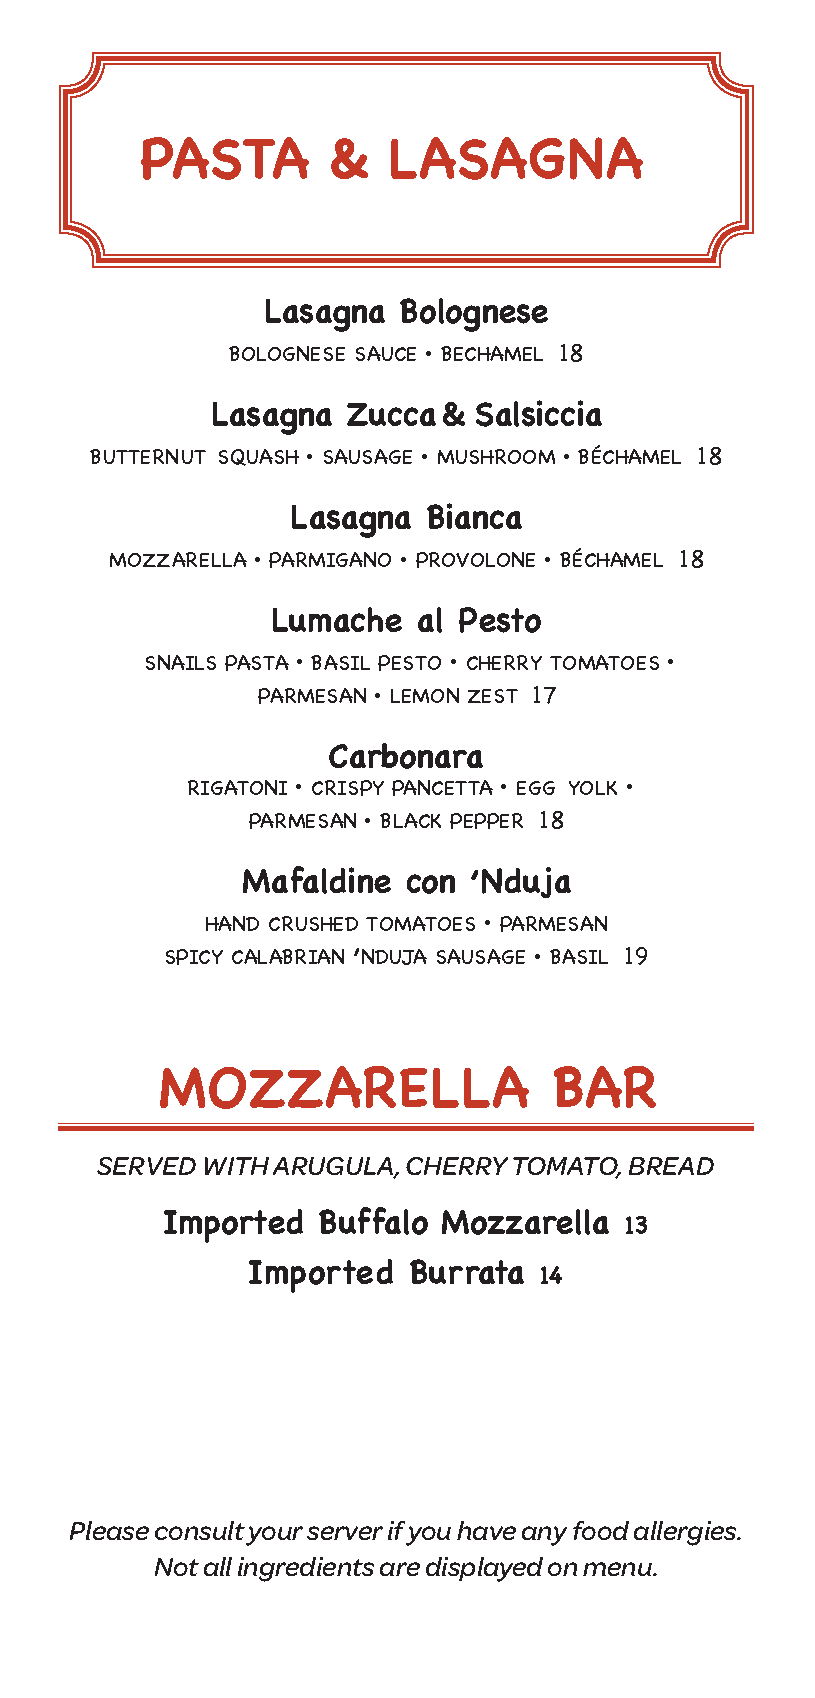 PASTA & LASAGNA
Lasagna Bolognese
BOLOGNESE SAUCE • BECHAMEL 18
Lasagna Zucca & Salsiccia
BUTTERNUT SQUASH • SAUSAGE • MUSHROOM • BÉCHAMEL 18
Lasagna Bianca
MOZZARELLA • PARMIGANO • PROVOLONE • BÉCHAMEL 18
Lumache al Pesto
SNAILS PASTA • BASIL PESTO • CHERRY TOMATOES •
PARMESAN • LEMON ZEST 17
Carbonara
RIGATONI • CRISPY PANCETTA • EGG YOLK •
PARMESAN • BLACK PEPPER 18
Mafaldine con ‘Nduja
HAND CRUSHED TOMATOES • PARMESAN
SPICY CALABRIAN ‘NDUJA SAUSAGE • BASIL 19
MOZZARELLA BAR
SERVED WITH ARUGULA, CHERRY TOMATO, BREAD
Imported Buffalo Mozzarella 13
Imported Burrata 14
Please consult your server if you have any food allergies.
Not all ingredients are displayed on menu.